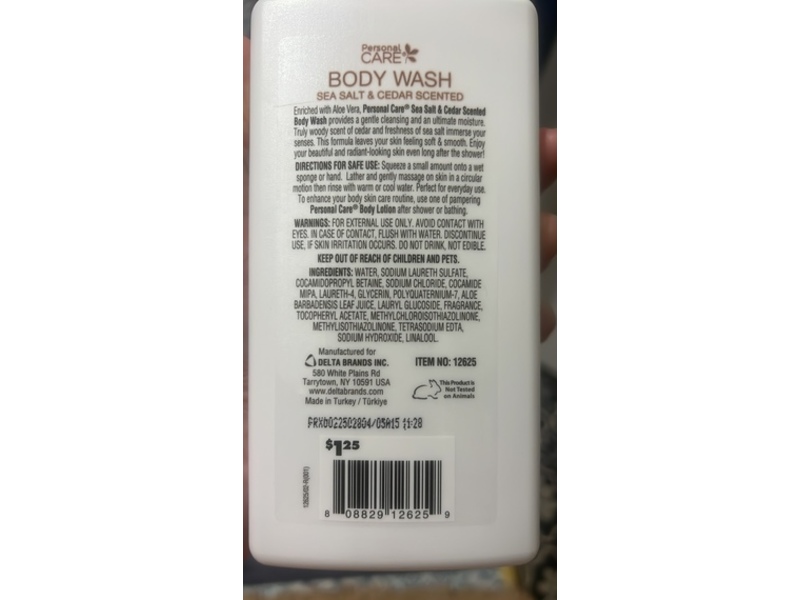 Personal
CARE®
BODY WASH
SEA SALT & CEDAR SCENTED
Enriched with Aloe Vera, Personal Care® Sea Salt & Cedar Scented
Body Wash provides a gentle cleansing and an ultimate moisture.
Truly woody scent of cedar and freshness of sea salt immerse your
senses. This formula leaves your skin feeling soft & smooth. Enjoy
your beautiful and radiant-looking skin even long after the shower!
DIRECTIONS FOR SAFE USE: Squeeze a small amount onto a wet
sponge or hand. Lather and gently massage on skin in a circular
motion then rinse with warm or cool water. Perfect for everyday use.
To enhance your body skin care routine, use one of pampering
Personal Care® Body Lotion after shower or bathing.
WARNINGS: FOR EXTERNAL USE ONLY. AVOID CONTACT WITH
EYES. IN CASE OF CONTACT, FLUSH WITH WATER. DISCONTINUE
USE, IF SKIN IRRITATION OCCURS. DO NOT DRINK, NOT EDIBLE.
KEEP OUT OF REACH OF CHILDREN AND PETS.
INGREDIENTS: WATER, SODIUM LAURETH SULFATE,
COCAMIDOPROPYL BETAINE, SODIUM CHLORIDE, COCAMIDE
MIPA, LAURETH-4, GLYCERIN, POLYQUATERNIUM-7, ALOE
BARBADENSIS LEAF JUICE, LAURYL GLUCOSIDE, FRAGRANCE,
TOCOPHERYL ACETATE, METHYLCHLOROISOTHIAZOLINONE,
METHYLISOTHIAZOLINONE, TETRASODIUM EDTA,
SODIUM HYDROXIDE, LINALOOL.
Manufactured for
DELTA BRANDS INC.
580 White Plains Rd
Tarrytown, NY 10591 USA
www.deltabrands.com
Made in Turkey / Türkiye
ITEM NO: 12625
This Product is
Not Tested
on Animals
$1.25
8 08829 12625 9